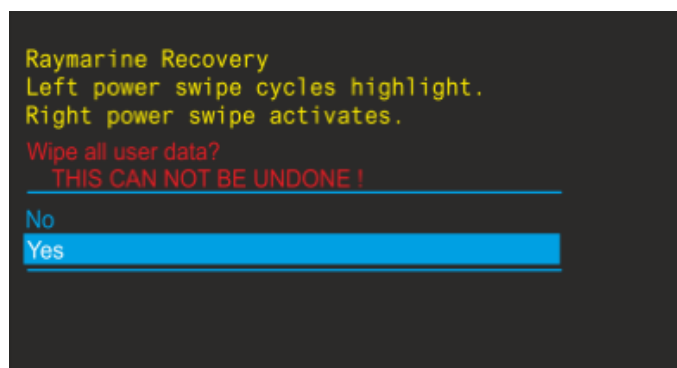 Raymarine Recovery
Left power swipe cycles highlight.
Right power swipe activates.
Wipe all user data?
THIS CAN NOT BE UNDONE !
No
Yes